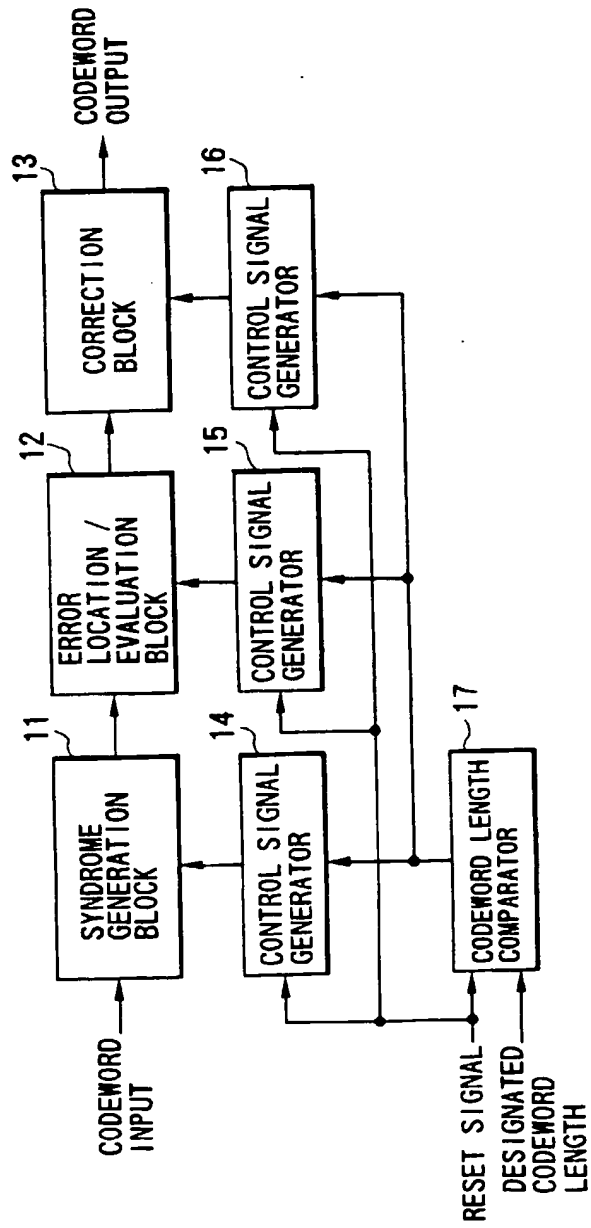 CODEWORD
INPUT
11
SYNDROME
GENERATION
BLOCK
12
ERROR
LOCATION /
EVALUATION
BLOCK
13
CORRECTION
BLOCK
CODEWORD
OUTPUT
14
CONTROL SIGNAL
GENERATOR
15
CONTROL SIGNAL
GENERATOR
16
CONTROL SIGNAL
GENERATOR
RESET SIGNAL
DESIGNATED
CODEWORD
LENGTH
17
CODEWORD LENGTH
COMPARATOR